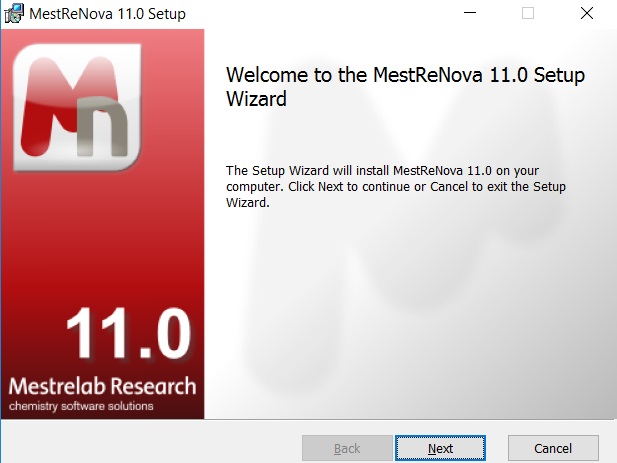 MestReNova 11.0 Setup
Mn
Welcome to the MestReNova 11.0 Setup
Wizard
The Setup Wizard will install MestReNova 11.0 on your
computer. Click Next to continue or Cancel to exit the Setup
Wizard.
11.0
Mestrelab Research
chemistry software solutions
Back
Next
Cancel